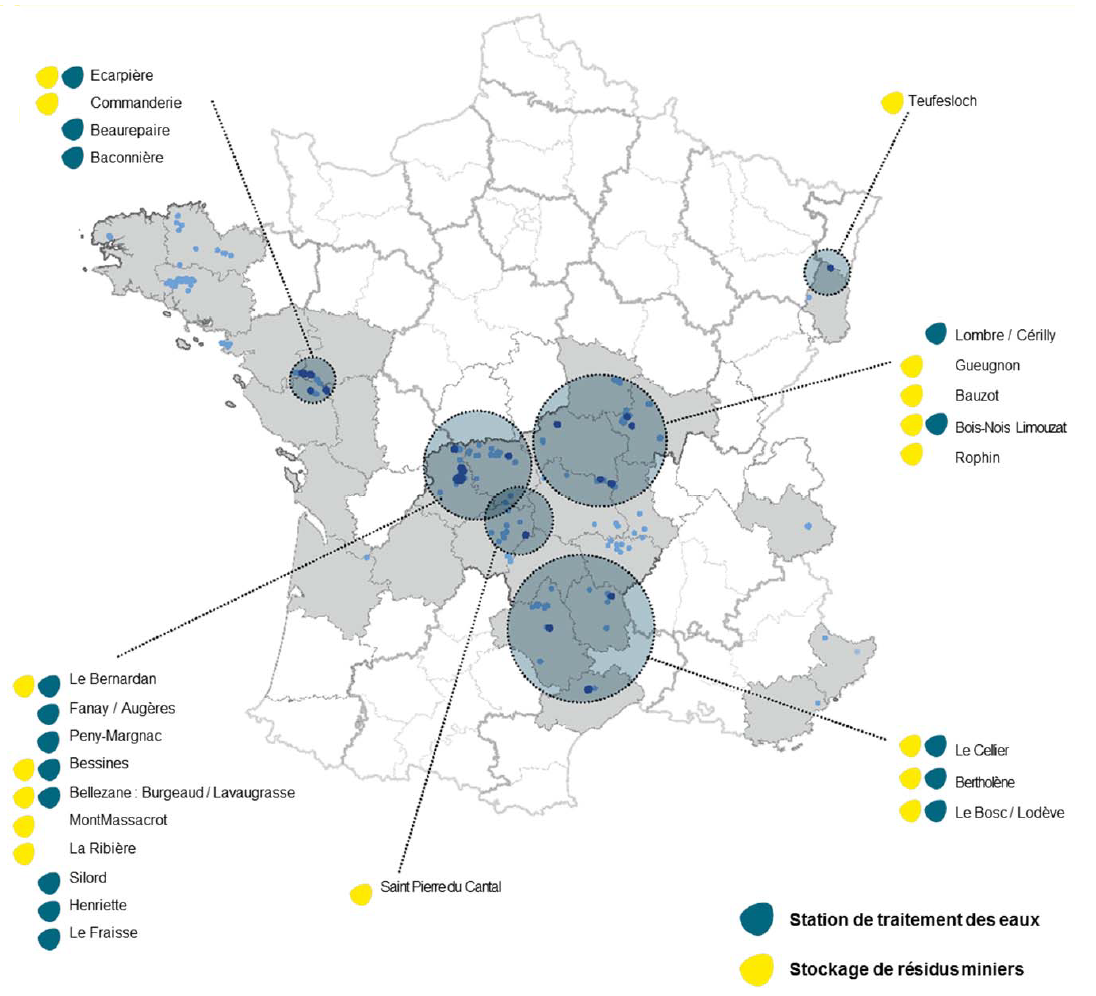 Ecarpière
Commanderie
Beaurepaire
Baconnière
Teufesloch
Lombre / Cérilly
Gueugnon
Bauzot
Bois-Nois Limouzat
Rophin
Le Bernardan
Fanay / Augères
Peny-Margnac
Bessines
Bellezane : Burgeaud / Lavaugrasse
MontMassacrot
La Ribière
Silord
Henriette
Le Fraisse
Saint Pierre du Cantal
Le Cellier
Bertholène
Le Bosc / Lodève
Station de traitement des eaux
Stockage de résidus miniers